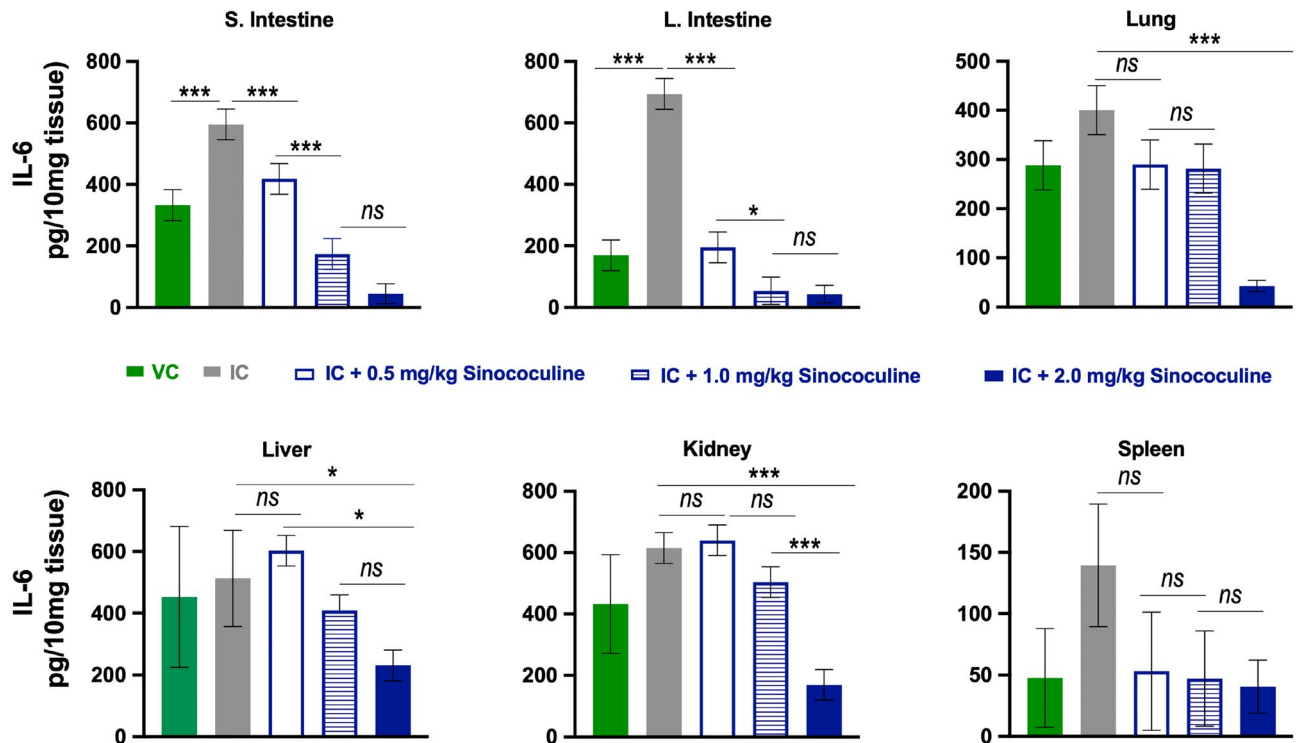 S. Intestine
L. Intestine
Lung
IL-6
pg/10mg tissue)
800
600
400
200
0
***
***
***
ns
800
600
400
200
0
***
***
*
ns
500
400
300
200
100
0
***
ns
ns
VC
IC
IC + 0.5 mg/kg Sinococuline
IC + 1.0 mg/kg Sinococuline
IC + 2.0 mg/kg Sinococuline
Liver
Kidney
Spleen
IL-6
pg/10mg tissue)
800
600
400
200
0
*
ns
*
ns
800
600
400
200
0
***
ns
ns
***
200
150
100
50
0
ns
ns
ns